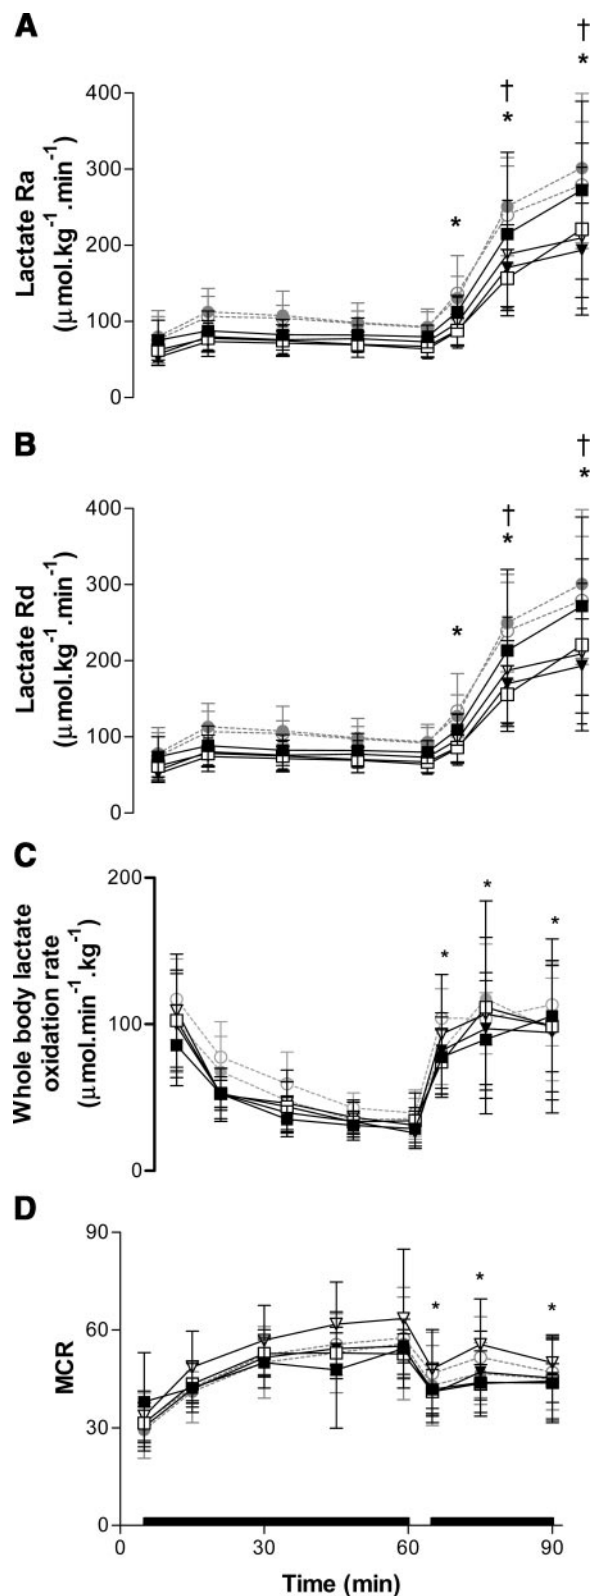 A
†
*
†
*
*
400
300
200
100
0
Lactate Ra
(μmol.kg⁻¹.min⁻¹)
B
†
*
†
*
*
400
300
200
100
0
Lactate Rd
(μmol.kg⁻¹.min⁻¹)
C
200
100
0
Whole body lactate
oxidation rate
(μmol.min⁻¹.kg⁻¹)
*
*
*
D
90
60
30
0
MCR
*
*
*
0 30 60 90
Time (min)